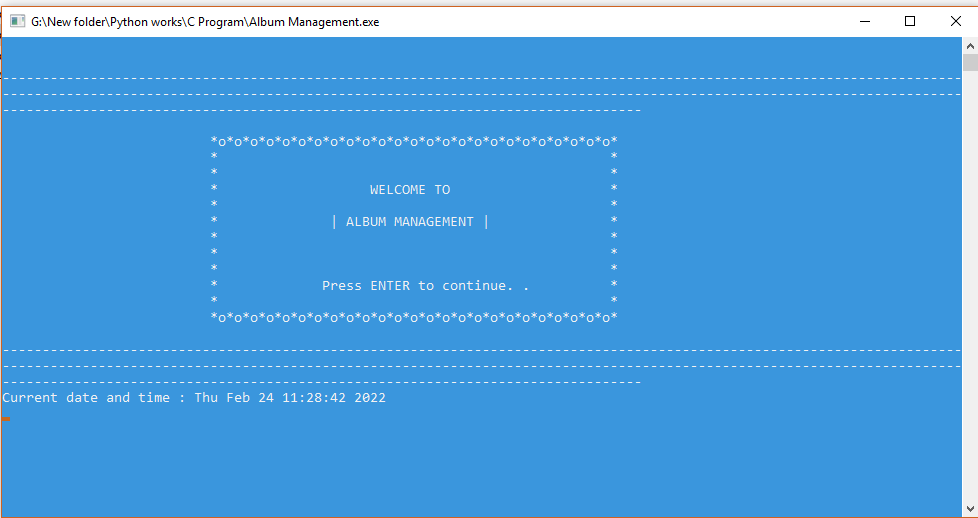 G:\New folder\Python works\C Program\Album Management.exe
------------------------------------------------------------------------------------------------------------------------
------------------------------------------------------------------------------------------------------------------------
--------------------------------------------------------------------------------
*o*o*o*o*o*o*o*o*o*o*o*o*o*o*o*o*o*o*o*o*o*o*o*o*o*
* *
* *
* WELCOME TO *
* *
* | ALBUM MANAGEMENT | *
* *
* *
* *
* Press ENTER to continue. . *
* *
*o*o*o*o*o*o*o*o*o*o*o*o*o*o*o*o*o*o*o*o*o*o*o*o*o*
------------------------------------------------------------------------------------------------------------------------
------------------------------------------------------------------------------------------------------------------------
--------------------------------------------------------------------------------
Current date and time : Thu Feb 24 11:28:42 2022